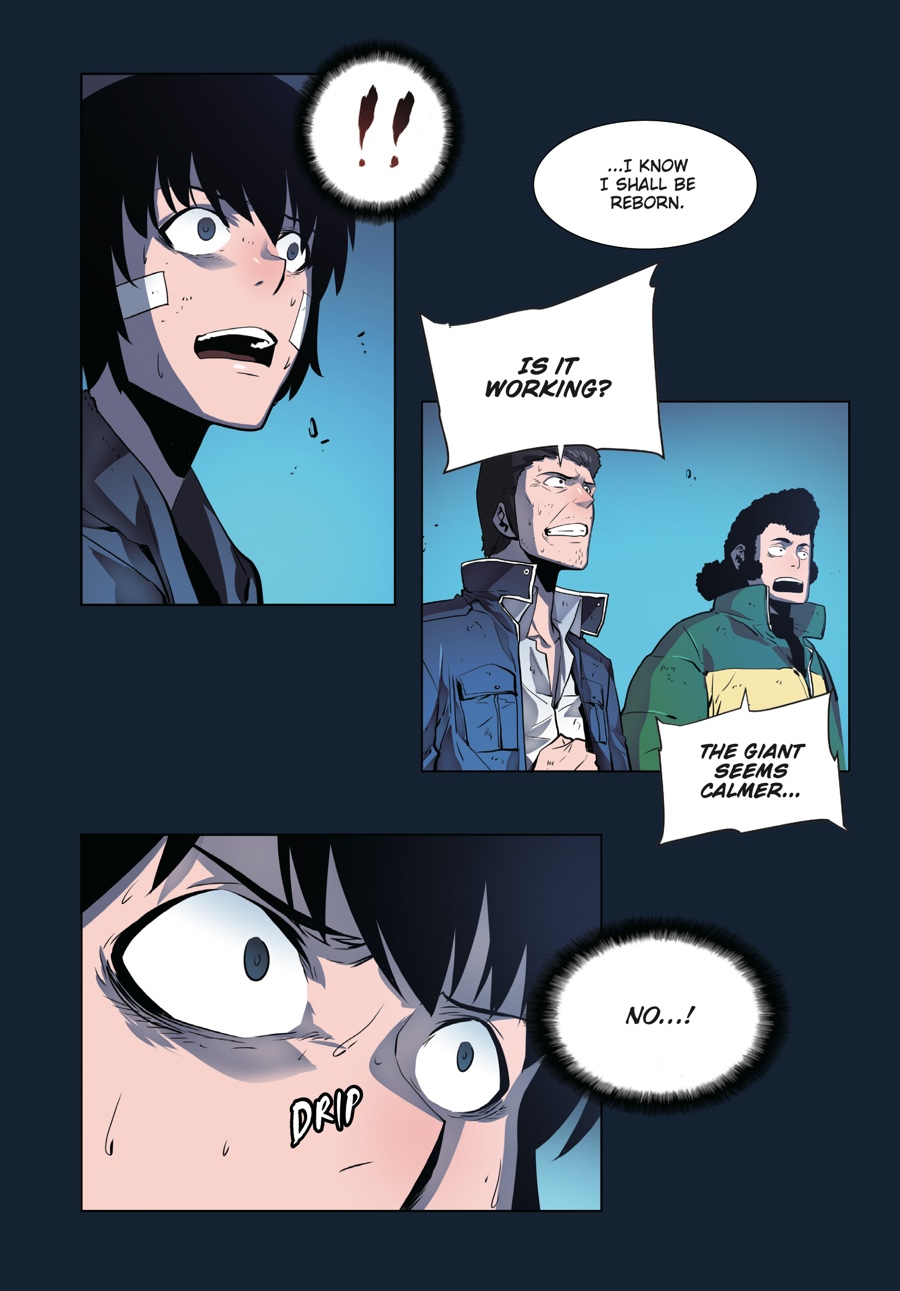 !!
...I KNOW
I SHALL BE
REBORN.
IS IT
WORKING?
THE GIANT
SEEMS
CALMER...
NO...!
DRIP